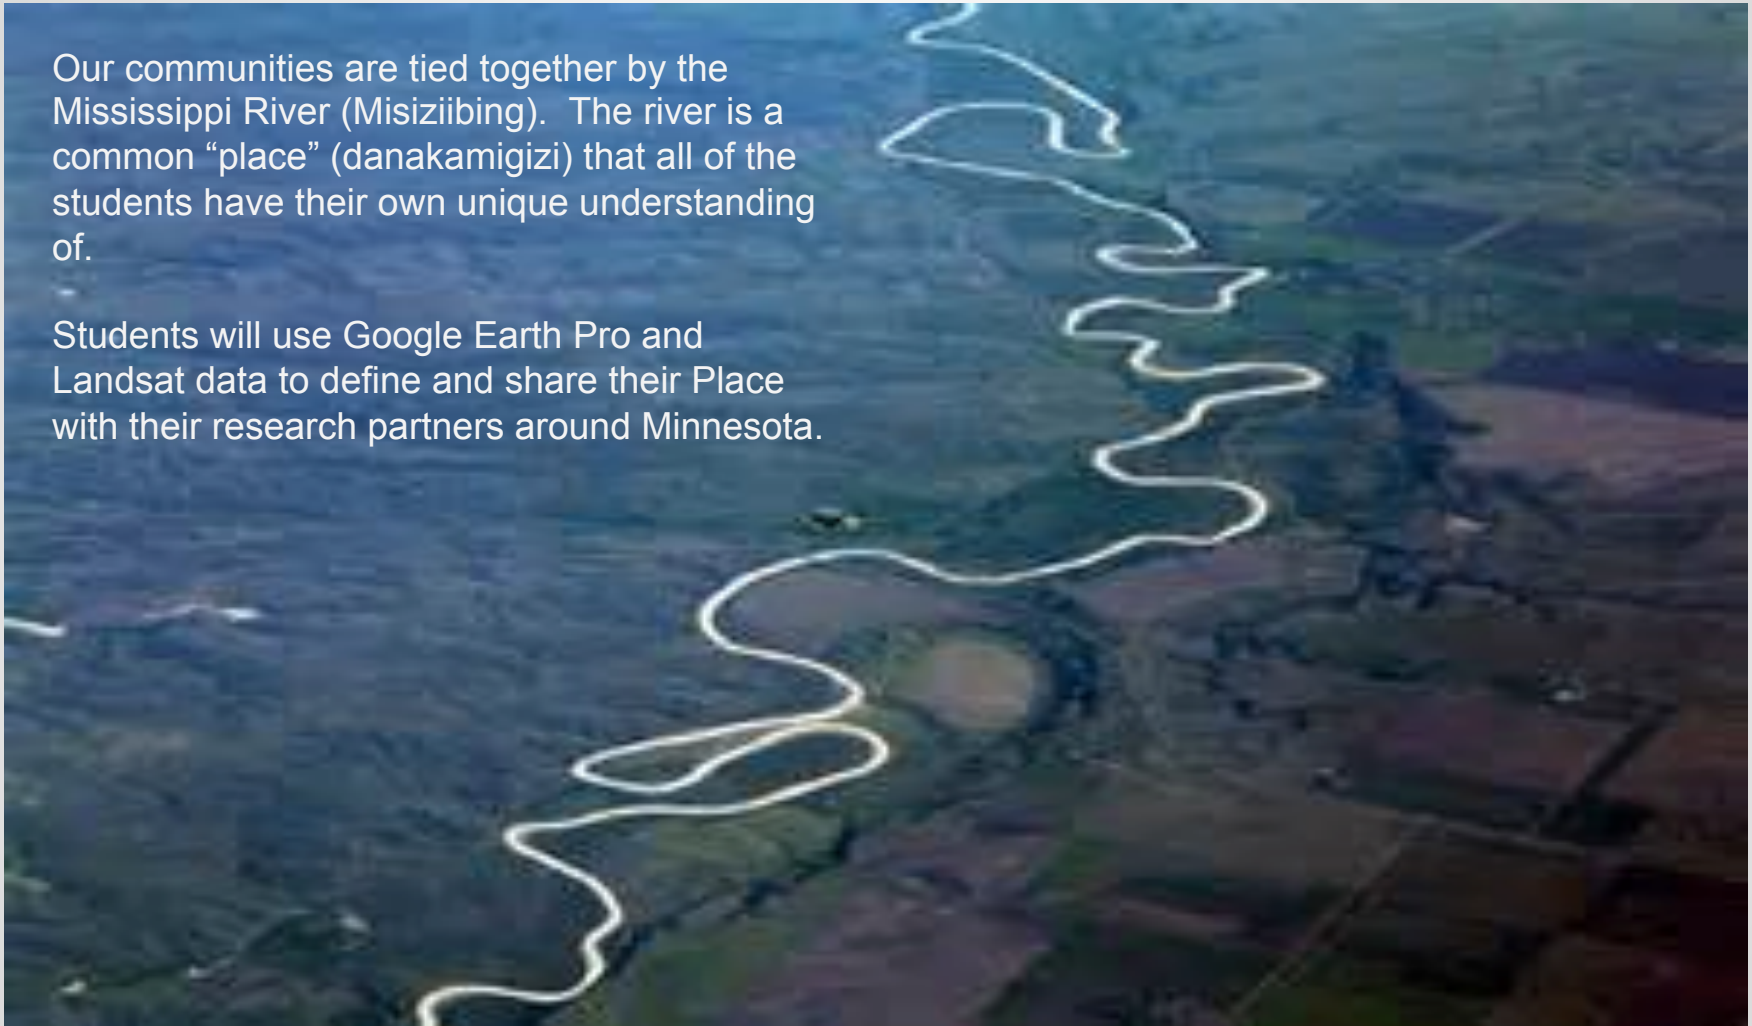 Our communities are tied together by the
Mississippi River (Misiziibing).  The river is a
common “place” (danakamigizi) that all of the
students have their own unique understanding
of.
Students will use Google Earth Pro and
Landsat data to define and share their Place
with their research partners around Minnesota.